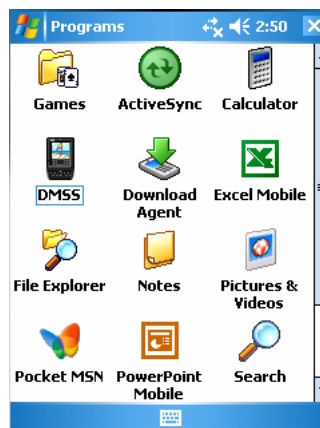 Programs 2:50
Games ActiveSync Calculator
DMSS Download Agent Excel Mobile
File Explorer Notes Pictures & Videos
Pocket MSN PowerPoint Mobile Search